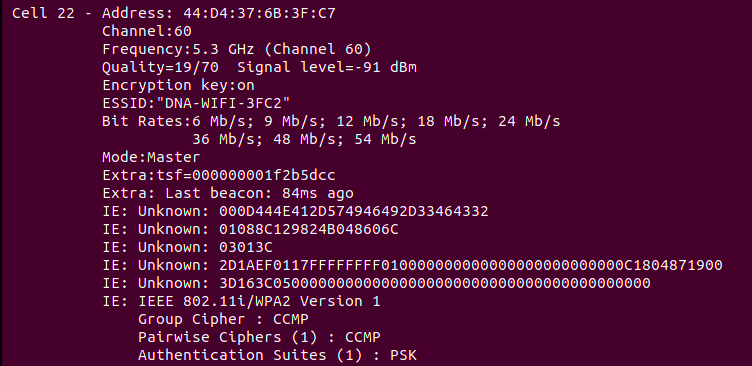 Cell 22 - Address: 44:D4:37:6B:3F:C7
Channel:60
Frequency:5.3 GHz (Channel 60)
Quality=19/70  Signal level=-91 dBm
Encryption key:on
ESSID:"DNA-WIFI-3FC2"
Bit Rates:6 Mb/s; 9 Mb/s; 12 Mb/s; 18 Mb/s; 24 Mb/s
36 Mb/s; 48 Mb/s; 54 Mb/s
Mode:Master
Extra:tsf=000000001f2b5dcc
Extra: Last beacon: 84ms ago
IE: Unknown: 000D444E412D574946492D33464332
IE: Unknown: 01088C129824B048606C
IE: Unknown: 03013C
IE: Unknown: 2D1AEF0117FFFFFFFF0100000000000000000000000000C1804871900
IE: Unknown: 3D163C0500000000000000000000000000000000000000
IE: IEEE 802.11i/WPA2 Version 1
Group Cipher : CCMP
Pairwise Ciphers (1) : CCMP
Authentication Suites (1) : PSK